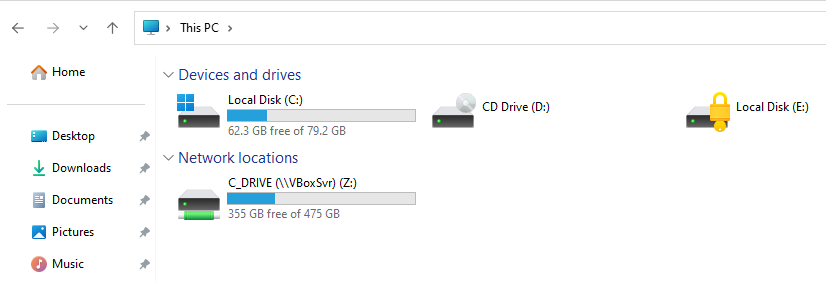 This PC
Home
Desktop
Downloads
Documents
Pictures
Music
Devices and drives
Local Disk (C:)
62.3 GB free of 79.2 GB
CD Drive (D:)
Local Disk (E:)
Network locations
C_DRIVE (\\VBoxSvr) (Z:)
355 GB free of 475 GB